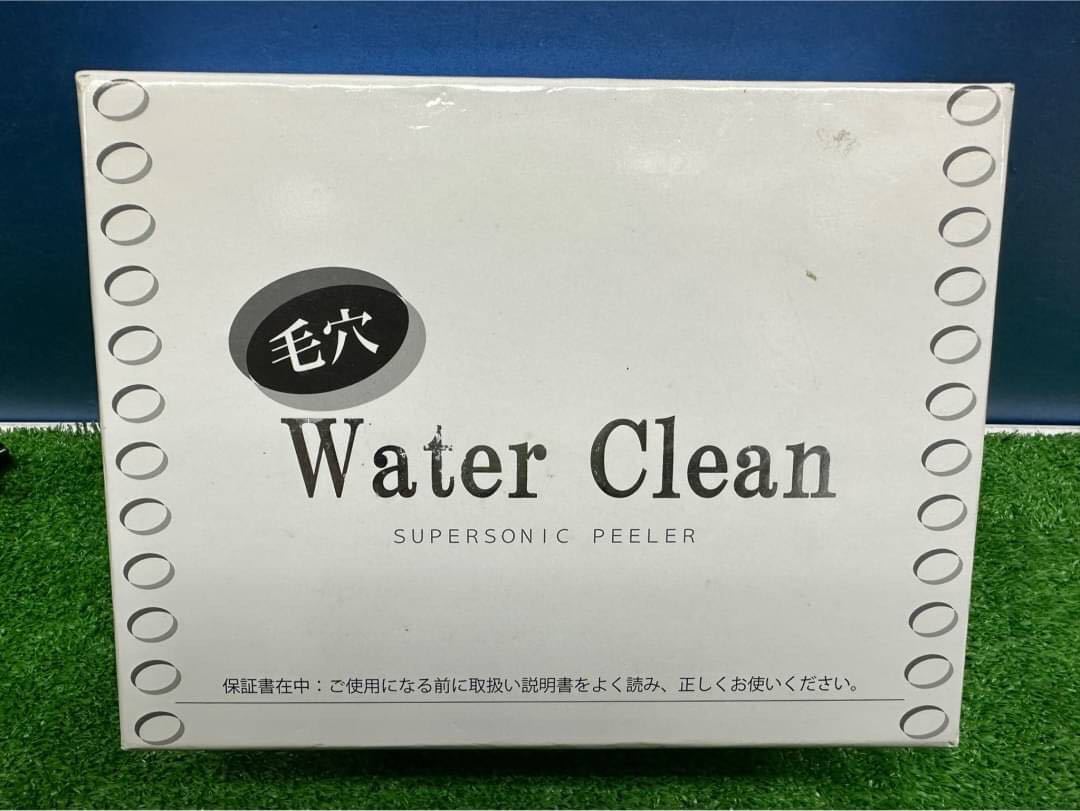 毛穴
Water Clean
SUPERSONIC PEELER
保証書在中：ご使用になる前に取扱い説明書をよく読み、正しくお使いください。